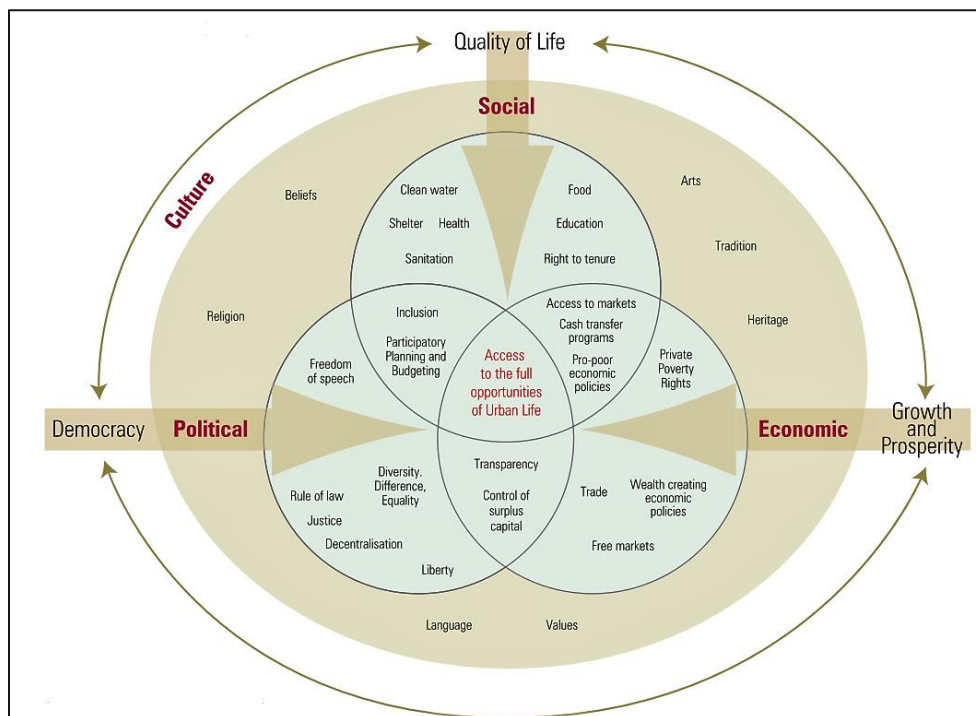 Quality of Life
Social
Culture
Beliefs
Arts
Clean water
Food
Shelter
Health
Education
Tradition
Sanitation
Right to tenure
Religion
Heritage
Inclusion
Access to markets
Participatory
Planning and
Budgeting
Cash transfer
programs
Pro-poor
economic
policies
Freedom
of speech
Access
to the full
opportunities
of Urban Life
Private
Poverty
Rights
Democracy
Political
Economic
Growth
and
Prosperity
Rule of law
Justice
Decentralisation
Liberty
Diversity.
Difference,
Equality
Transparency
Control of
surplus
capital
Trade
Wealth creating
economic
policies
Free markets
Language
Values